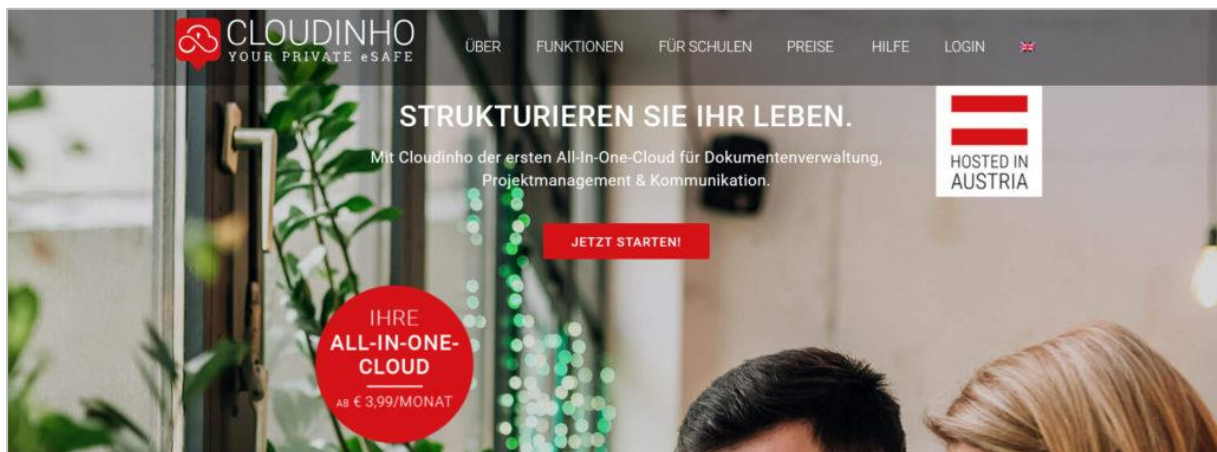 CLOUDINHO
YOUR PRIVATE eSAFE
ÜBER FUNKTIONEN FÜR SCHULEN PREISE HILFE LOGIN
STRUKTURIEREN SIE IHR LEBEN.
Mit Cloudinho der ersten All-In-One-Cloud für Dokumentenverwaltung,
Projektmanagement & Kommunikation.
HOSTED IN
AUSTRIA
JETZT STARTEN!
IHRE
ALL-IN-ONE-
CLOUD
AB € 3,99/MONAT